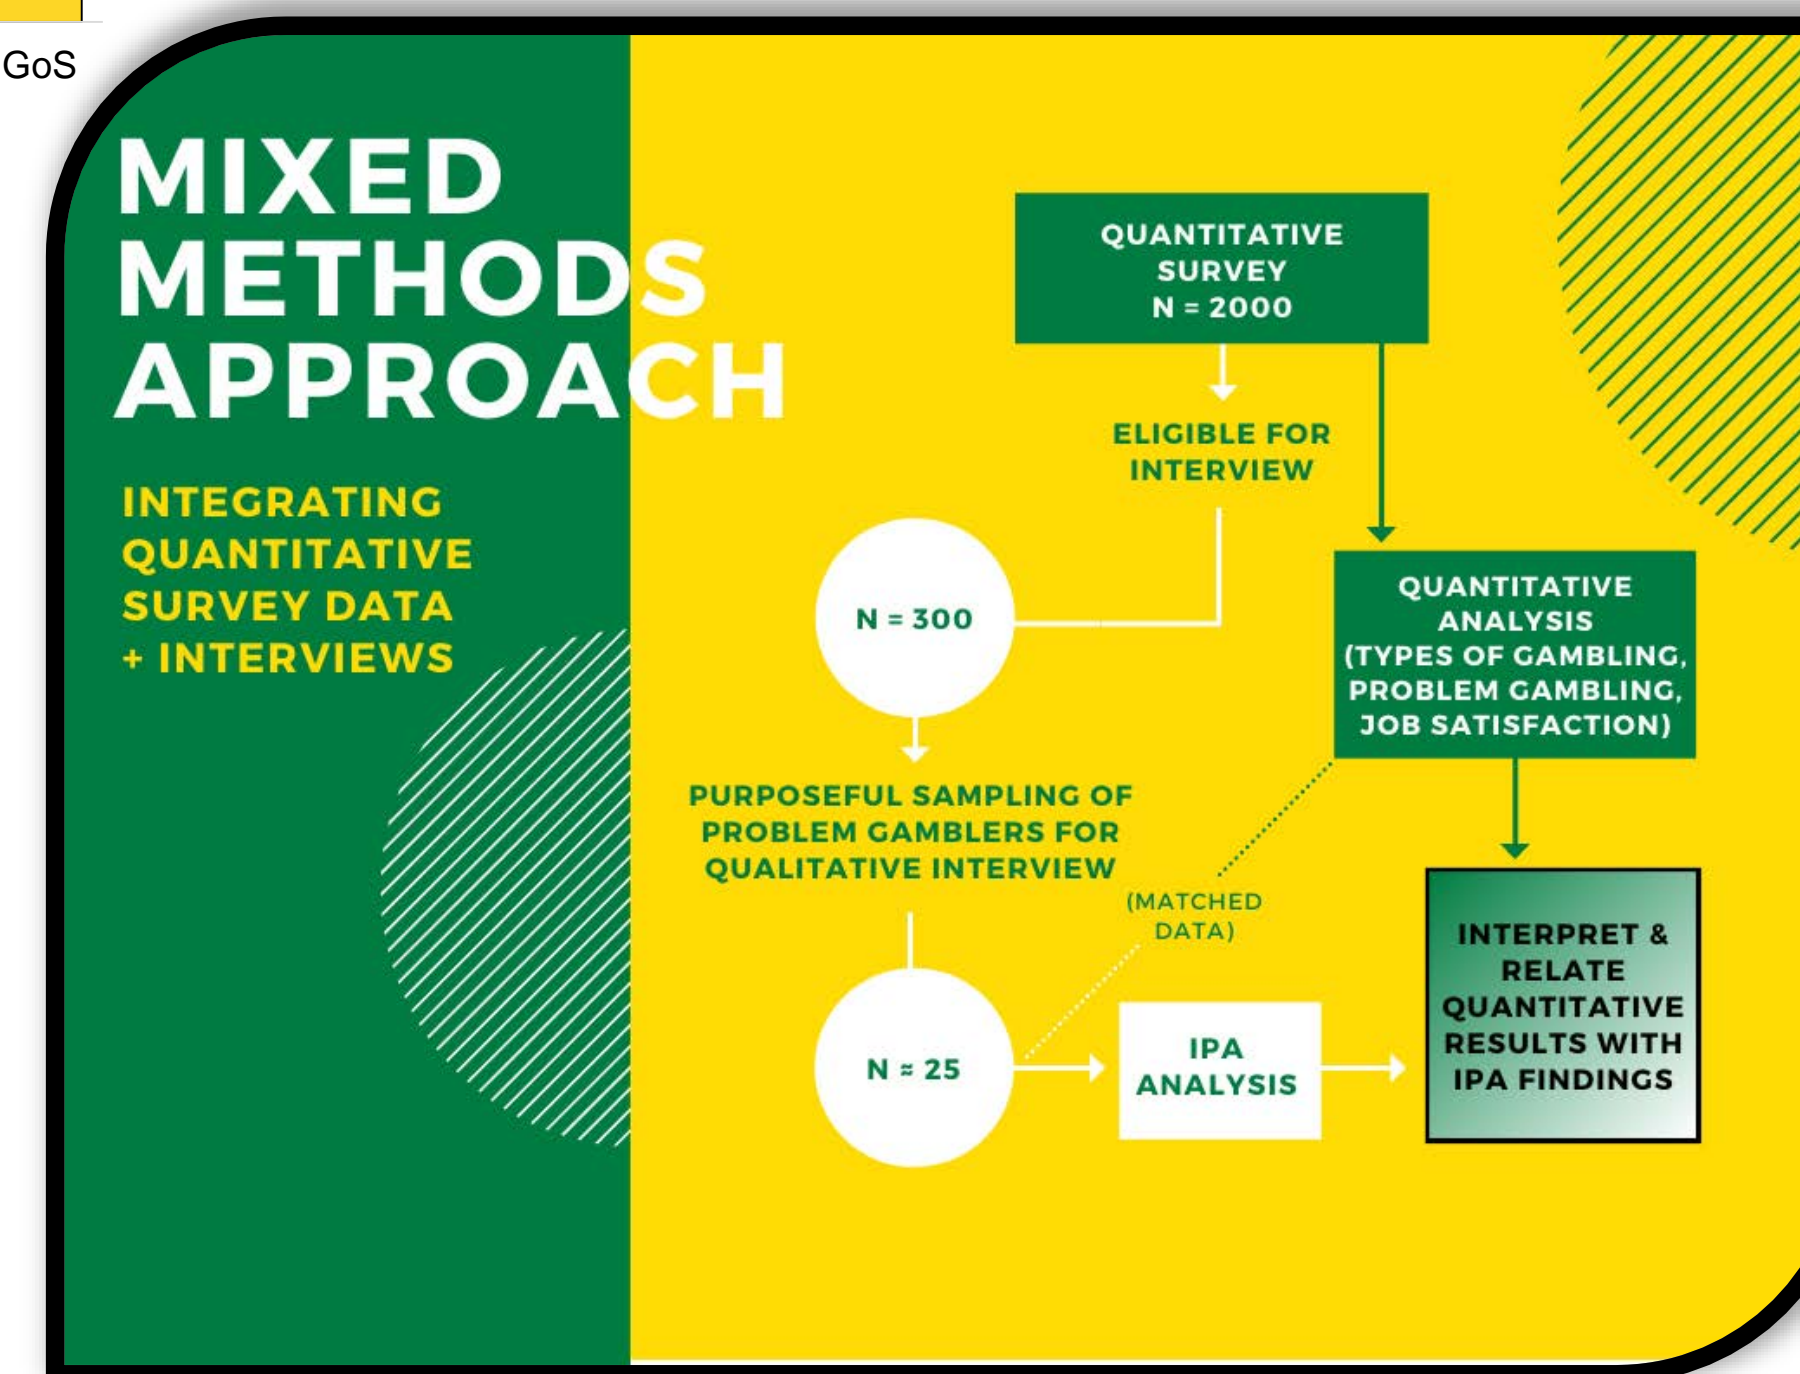 GoS
MIXED
METHODS
APPROACH
INTEGRATING
QUANTITATIVE
SURVEY DATA
+ INTERVIEWS
QUANTITATIVE
SURVEY
N = 2000
ELIGIBLE FOR
INTERVIEW
N = 300
QUANTITATIVE
ANALYSIS
(TYPES OF GAMBLING,
PROBLEM GAMBLING,
JOB SATISFACTION)
PURPOSEFUL SAMPLING OF
PROBLEM GAMBLERS FOR
QUALITATIVE INTERVIEW
(MATCHED
DATA)
N ≈ 25
IPA
ANALYSIS
INTERPRET &
RELATE
QUANTITATIVE
RESULTS WITH
IPA FINDINGS